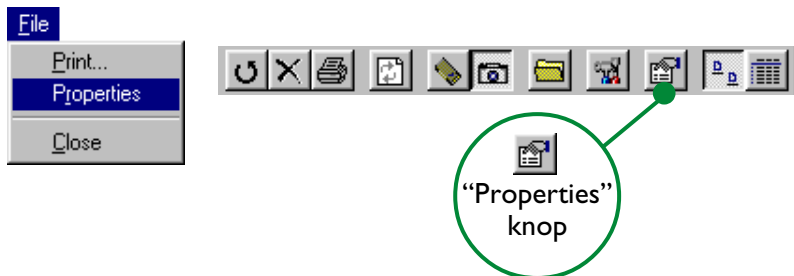 File
Print...
Properties
Close
“Properties”
knop